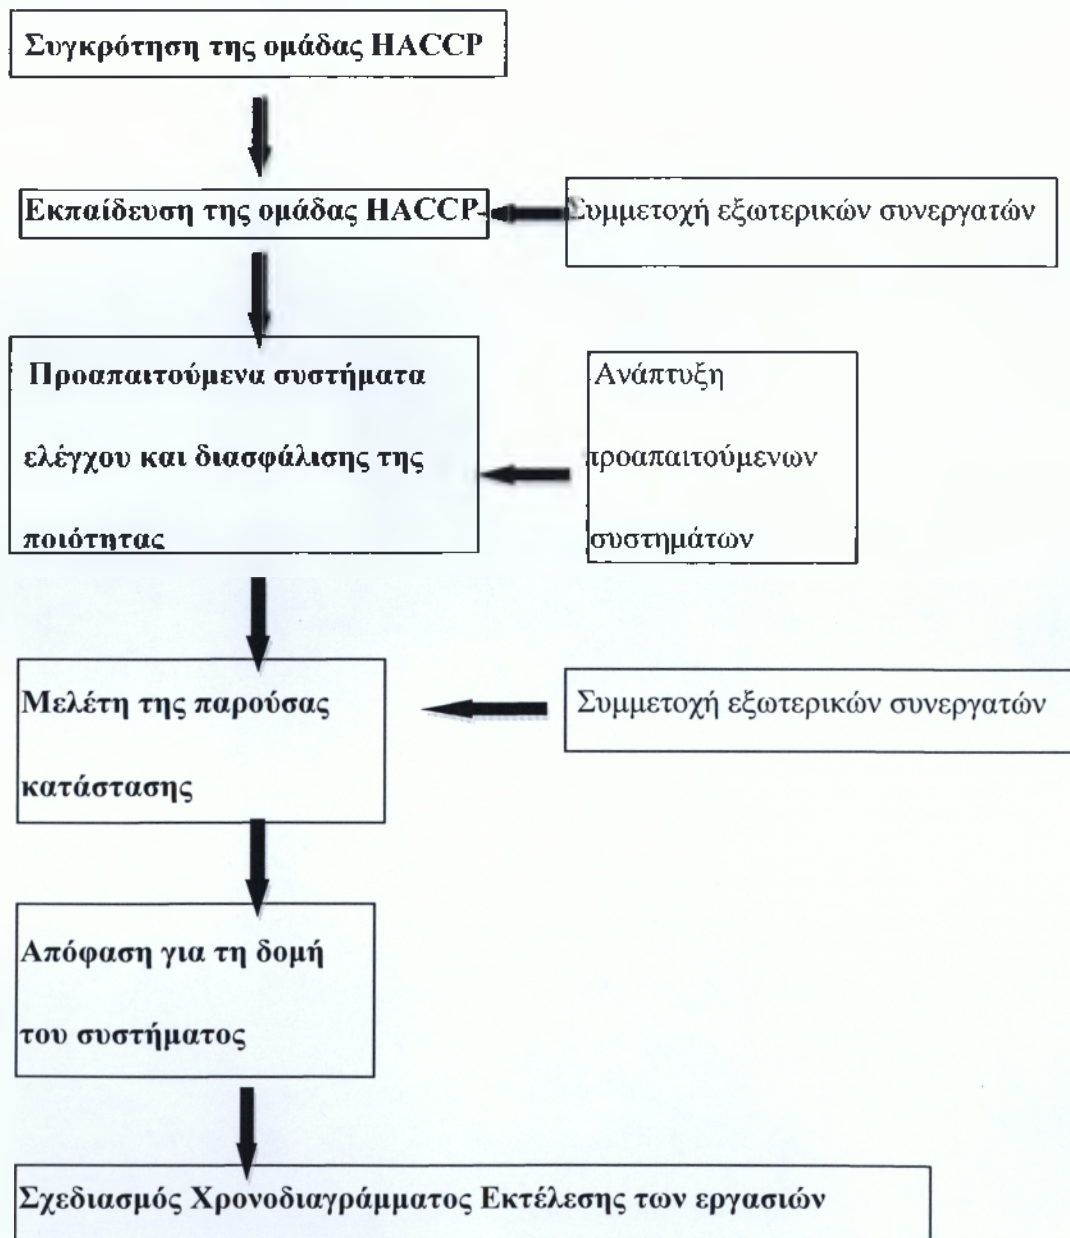 Συγκρότηση της ομάδας HACCP
Εκπαίδευση της ομάδας HACCP
Συμμετοχή εξωτερικών συνεργατών
Προαπαιτούμενα συστήματα
ελέγχου και διασφάλισης της
ποιότητας
Ανάπτυξη
προαπαιτούμενων
συστημάτων
Μελέτη της παρούσας
κατάστασης
Συμμετοχή εξωτερικών συνεργατών
Απόφαση για τη δομή
του συστήματος
Σχεδιασμός Χρονοδιαγράμματος Εκτέλεσης των εργασιών